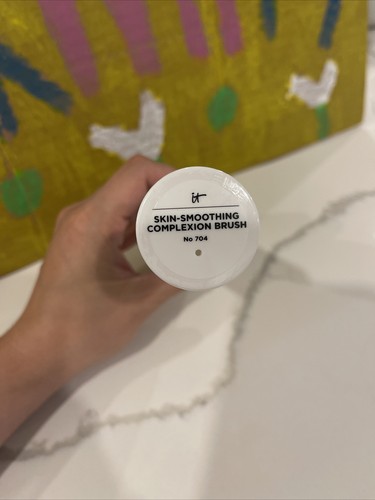 it
SKIN-SMOOTHING
COMPLEXION BRUSH
No 704